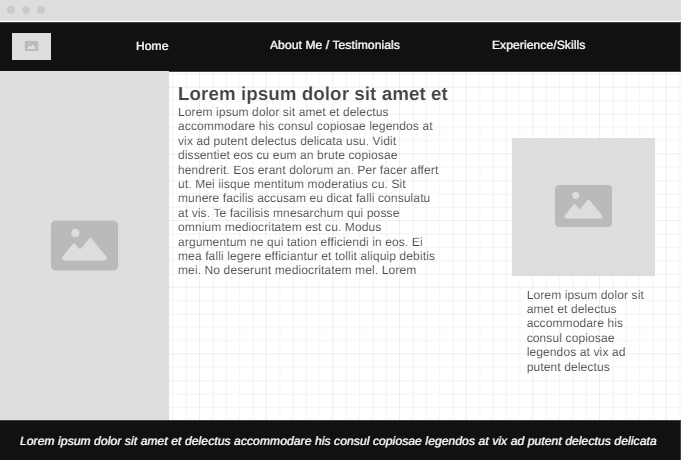 Home
About Me / Testimonials
Experience/Skills
Lorem ipsum dolor sit amet et
Lorem ipsum dolor sit amet et delectus
accommodare his consul copiosae legendos at
vix ad putent delectus delicata usu. Vidit
dissentiet eos cu eum an brute copiosae
hendrerit. Eos erant dolorum an. Per facer affert
ut. Mei iisque mentitum moderatius cu. Sit
munere facilis accusam eu dicat falli consulatu
at vis. Te facilisis mnesarchum qui posse
omnium mediocritatem est cu. Modus
argumentum ne qui tation efficiendi in eos. Ei
mea falli legere efficiantur et tollit aliquip debitis
mei. No deserunt mediocritatem mel. Lorem
Lorem ipsum dolor sit
amet et delectus
accommodare his
consul copiosae
legendos at vix ad
putent delectus
Lorem ipsum dolor sit amet et delectus accommodare his consul copiosae legendos at vix ad putent delectus delicata